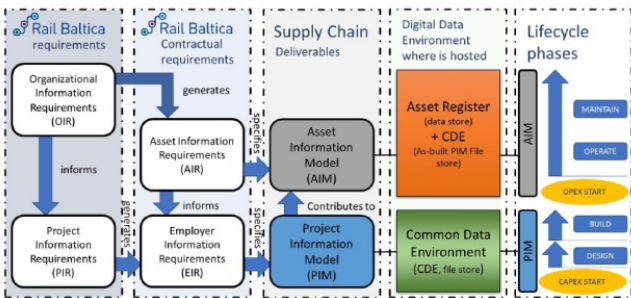 Rail Baltica
requirements
Organizational
Information
Requirements
(OIR)
informs
Project
Information
Requirements
(PIR)
generates
Rail Baltica
Contractual
requirements
generates
Asset Information
Requirements
(AIR)
informs
Employer
Information
Requirements
(EIR)
specifies
specifies
Supply Chain
Deliverables
Asset
Information
Model
(AIM)
Contributes to
Project
Information
Model
(PIM)
Digital Data
Environment
where is hosted
Asset Register
(data store)
+ CDE
(As-built PIM File
store)
Common Data
Environment
(CDE, file store)
Lifecycle
phases
AIM
MAINTAIN
OPERATE
OPEX START
PIM
BUILD
DESIGN
CAPEX START